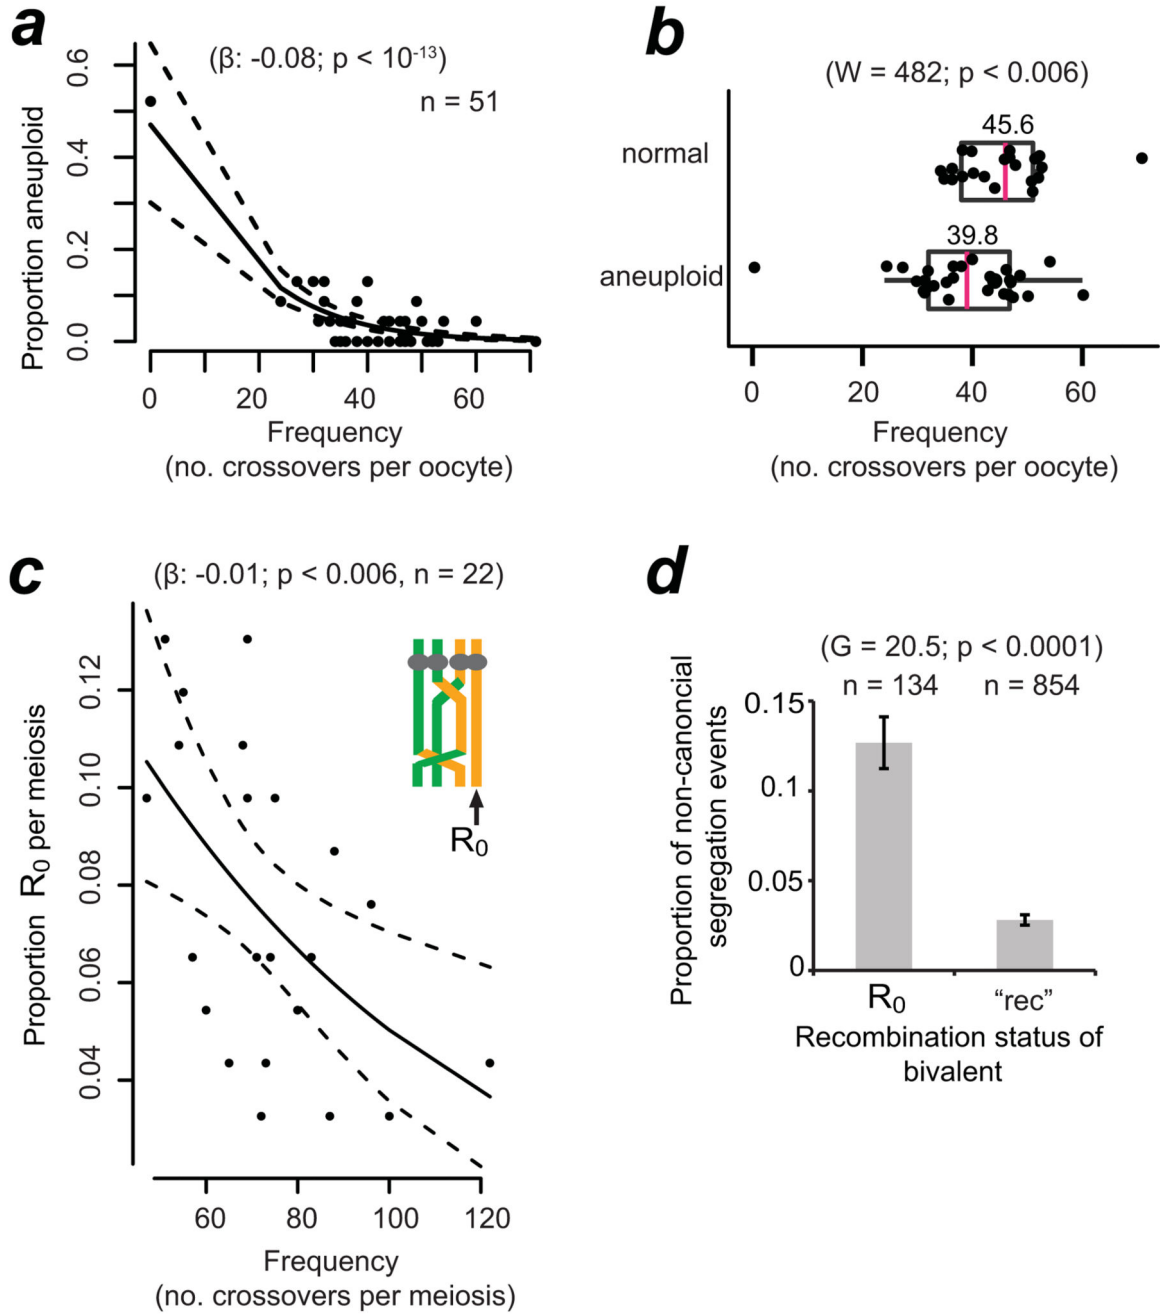 a
(β: -0.08; p < 10-13)
n = 51
Proportion aneuploid
0.6
0.4
0.2
0.0
0 20 40 60
Frequency
(no. crossovers per oocyte)
b
(W = 482; p < 0.006)
45.6
normal
39.8
aneuploid
0 20 40 60
Frequency
(no. crossovers per oocyte)
c
(β: -0.01; p < 0.006, n = 22)
Proportion R0 per meiosis
0.12
0.10
0.08
0.06
0.04
R0
60 80 100 120
Frequency
(no. crossovers per meiosis)
d
(G = 20.5; p < 0.0001)
n = 134 n = 854
Proportion of non-canoncial
segregation events
0.15
0.1
0.05
0
R0 “rec”
Recombination status of
bivalent